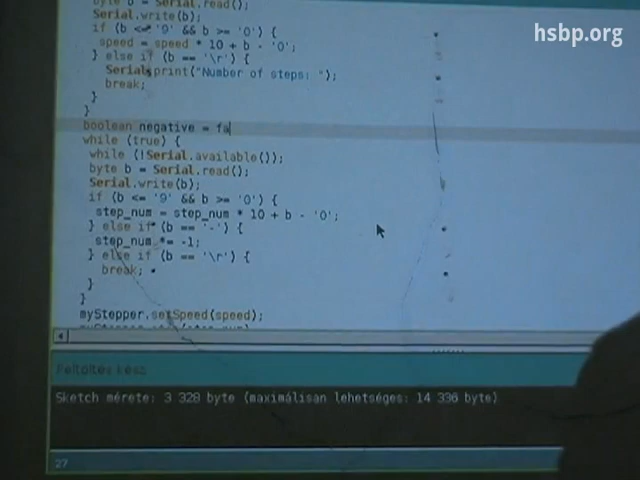 hsbp.org
byte b = Serial.read();
Serial.write(b);
if (b <= '9' && b >= '0') {
speed = speed * 10 + b - '0';
} else if (b == '\r') {
Serial.print("Number of steps: ");
break;
}
}
boolean negative = fa
while (true) {
while (!Serial.available());
byte b = Serial.read();
Serial.write(b);
if (b <= '9' && b >= '0') {
step_num = step_num * 10 + b - '0';
} else if (b == '-') {
step_num *= -1;
} else if (b == '\r') {
break;
}
}
myStepper.setSpeed(speed);
Feltöltés kész
Sketch mérete: 3 328 byte (maximálisan lehetséges: 14 336 byte)
27